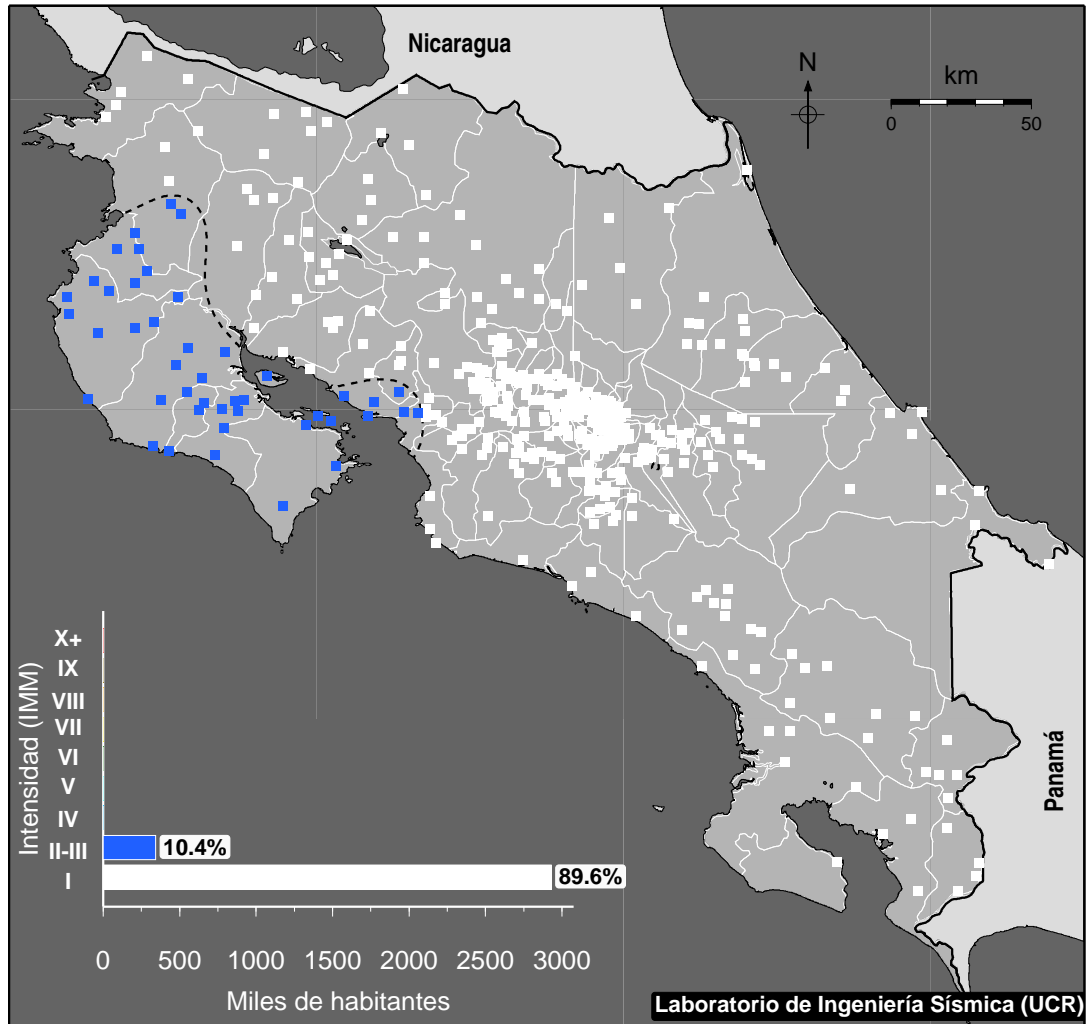 Nicaragua
N
km
0 50
Panamá
Intensidad (IMM)
X+
IX
VIII
VII
VI
V
IV
II-III
10.4%
I
89.6%
0 500 1000 1500 2000 2500 3000
Miles de habitantes
Laboratorio de Ingeniería Sísmica (UCR)